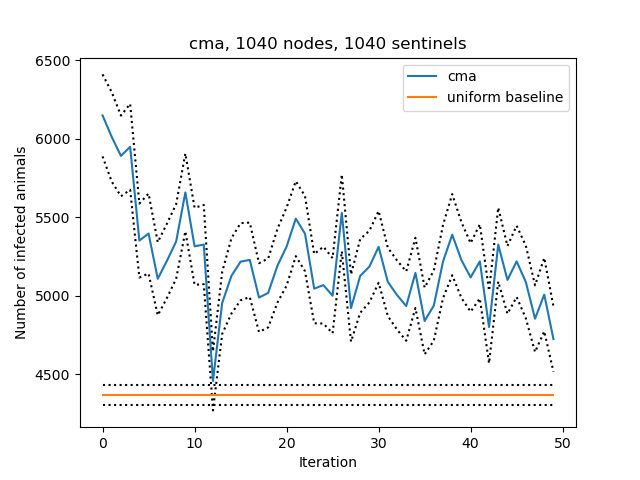 cma, 1040 nodes, 1040 sentinels
cma
uniform baseline
Number of infected animals
6500
6000
5500
5000
4500
0 10 20 30 40 50
Iteration